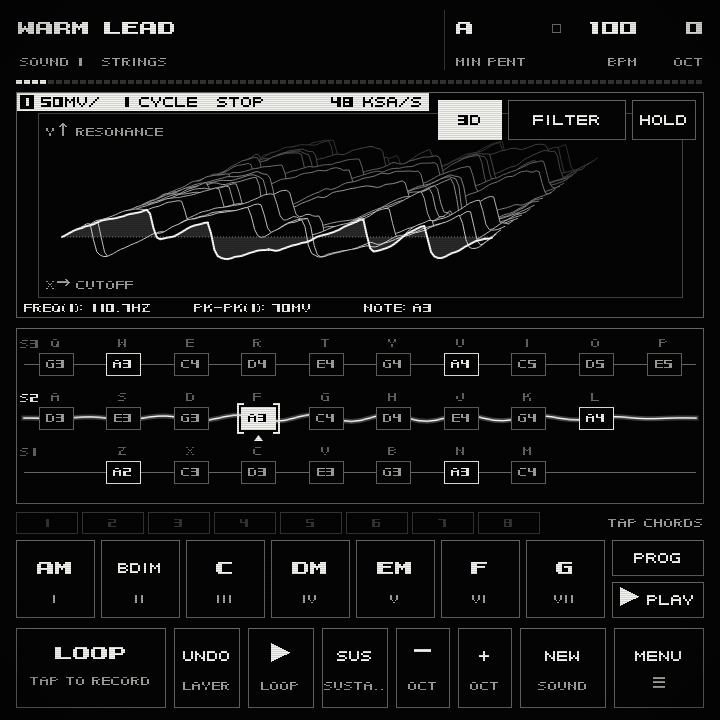 WARM LEAD
A 100 0
SOUND 1 STRINGS MIN PENT BPM OCT
1 50MV/ 1 CYCLE STOP 48 KSA/S
3D FILTER HOLD
Y↑ RESONANCE
X→ CUTOFF
FREQ(1): 110.7HZ PK-PK(1): 70MV NOTE: A3
S3 Q W E R T Y U I O P
G3 A3 C4 D4 E4 G4 A4 C5 D5 E5
S2 A S D F G H J K L
D3 E3 G3 A3 C4 D4 E4 G4 A4
S1 Z X C V B N M
A2 C3 D3 E3 G3 A3 C4
1 2 3 4 5 6 7 8 TAP CHORDS
AM BDIM C DM EM F G PROG
I II III IV V VI VII PLAY
LOOP UNDO LOOP SUS — + NEW MENU
TAP TO RECORD LAYER SUSTA.. OCT OCT SOUND